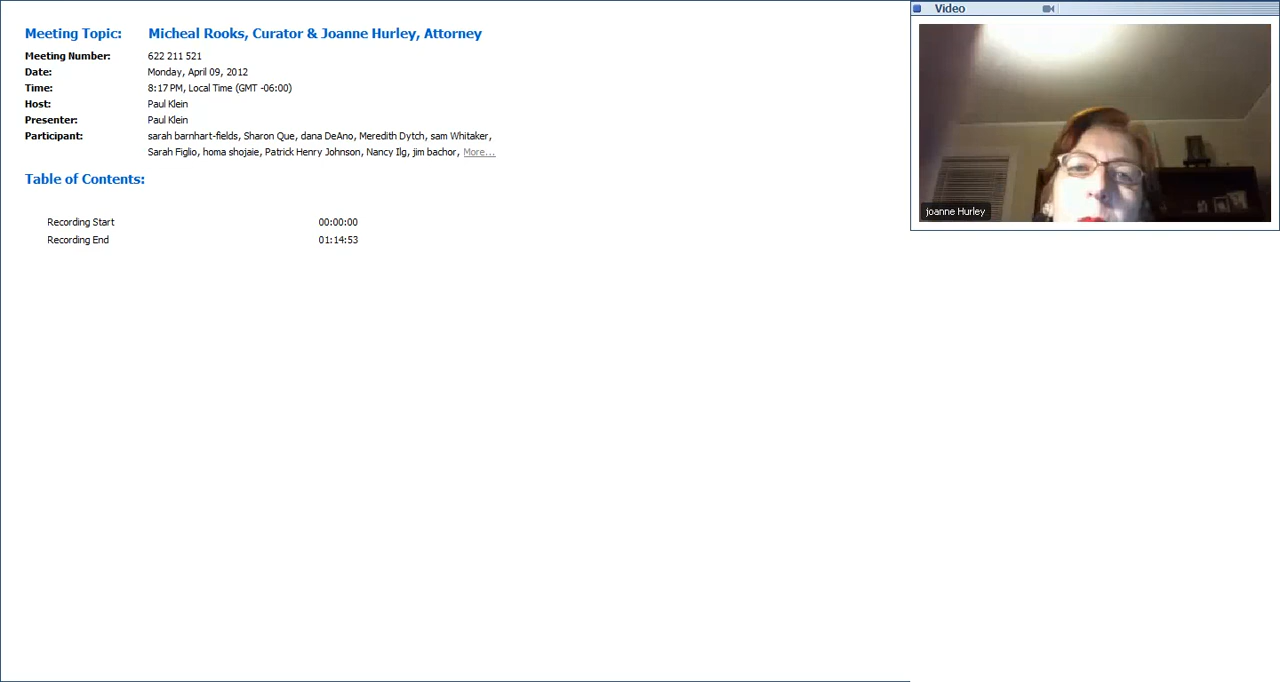 Meeting Topic: Micheal Rooks, Curator & Joanne Hurley, Attorney
Meeting Number: 622 211 521
Date: Monday, April 09, 2012
Time: 8:17 PM, Local Time (GMT -06:00)
Host: Paul Klein
Presenter: Paul Klein
Participant: sarah barnhart-fields, Sharon Que, dana DeAno, Meredith Dytch, sam Whitaker,
Sarah Figlio, homa shojaie, Patrick Henry Johnson, Nancy Ilg, jim bachor, More...
Table of Contents:
Recording Start 00:00:00
Recording End 01:14:53
Video
joanne Hurley